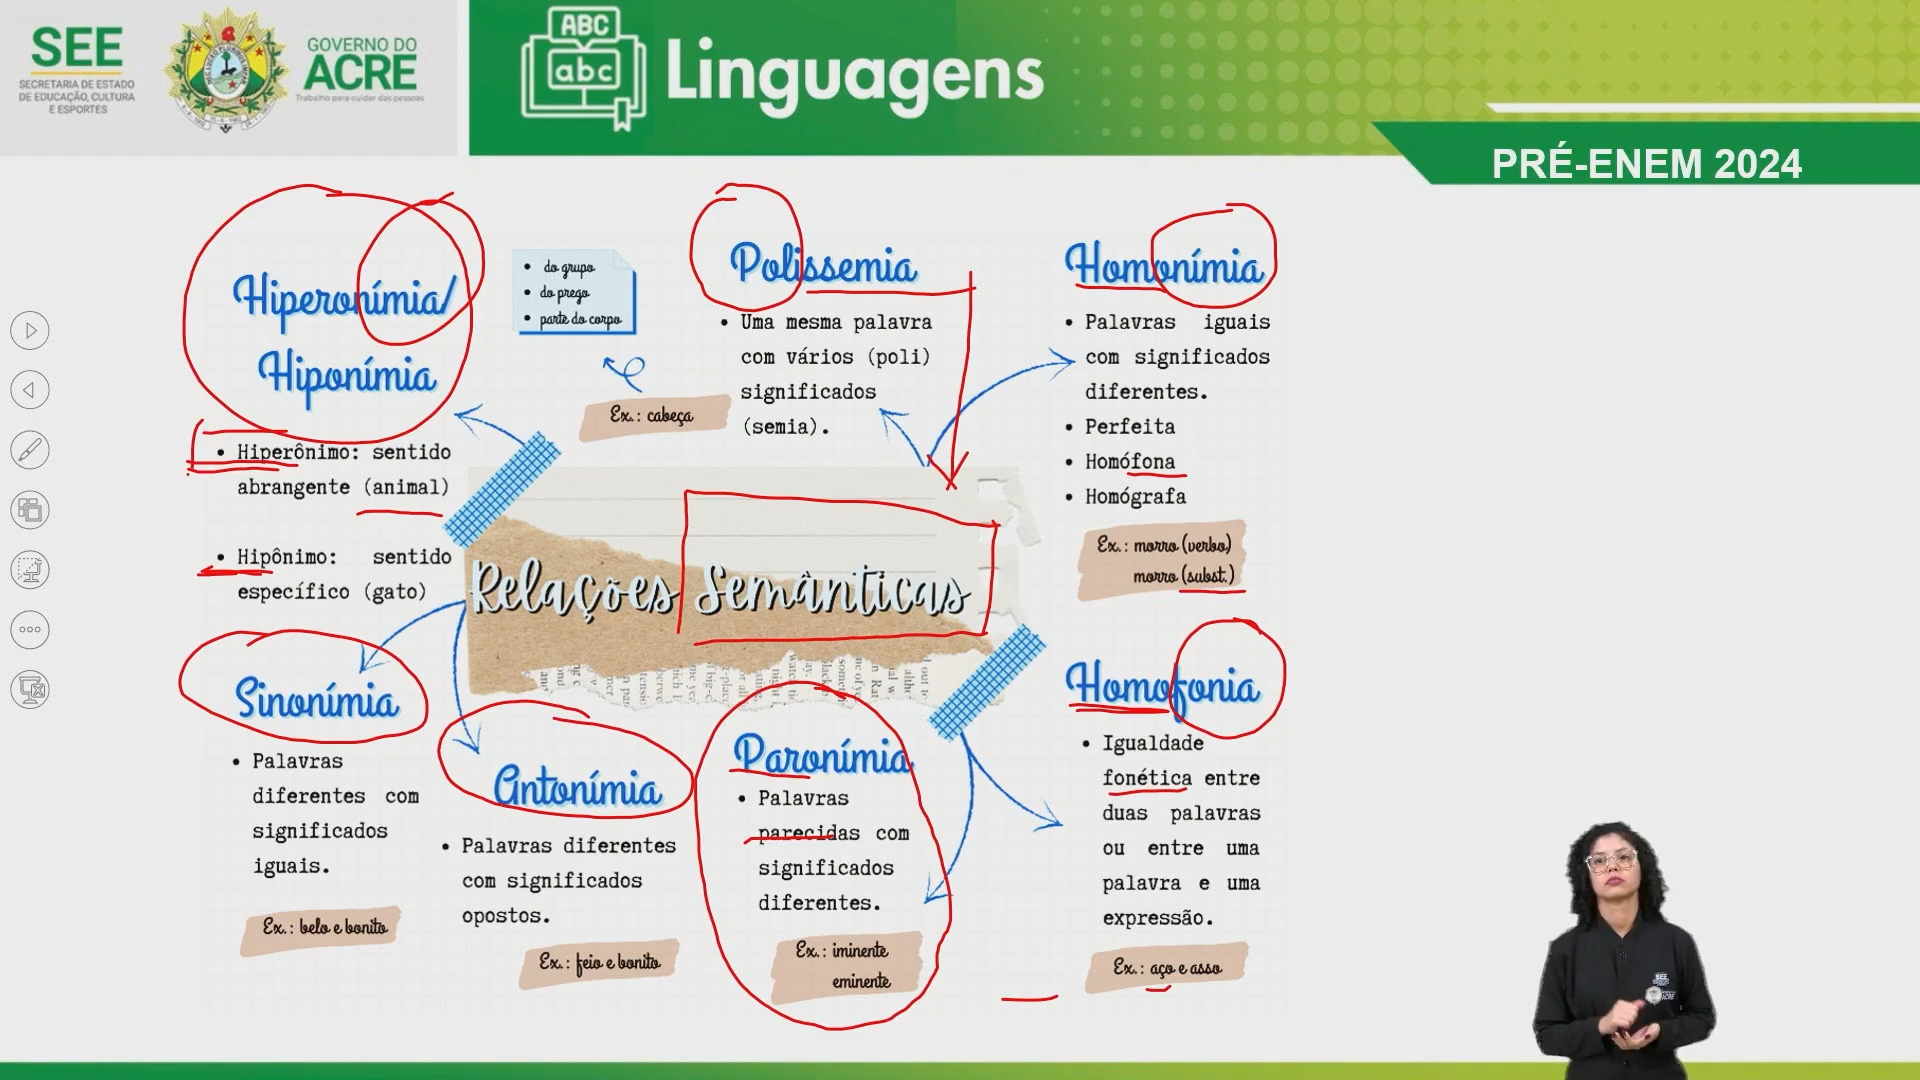 SEE
SECRETARIA DE ESTADO
DE EDUCAÇÃO, CULTURA
E ESPORTES
GOVERNO DO
ACRE
Trabalho para cuidar das pessoas
ABC
abc
Linguagens
PRÉ-ENEM 2024
Hiperonímia/
Hiponímia
• Hiperônimo: sentido
abrangente (animal)
• Hipônimo: sentido
específico (gato)
• do grupo
• do prego
• parte do corpo
Ex.: cabeça
Polissemia
• Uma mesma palavra
com vários (poli)
significados
(semia).
Homonímia
• Palavras iguais
com significados
diferentes.
• Perfeita
• Homófona
• Homógrafa
Ex.: morro (verbo)
morro (subst.)
Relações Semânticas
Sinonímia
• Palavras
diferentes com
significados
iguais.
Ex.: belo e bonito
Antonímia
• Palavras diferentes
com significados
opostos.
Ex.: feio e bonito
Paronímia
• Palavras
parecidas com
significados
diferentes.
Ex.: iminente
eminente
Homofonia
• Igualdade
fonética entre
duas palavras
ou entre uma
palavra e uma
expressão.
Ex.: aço e asso